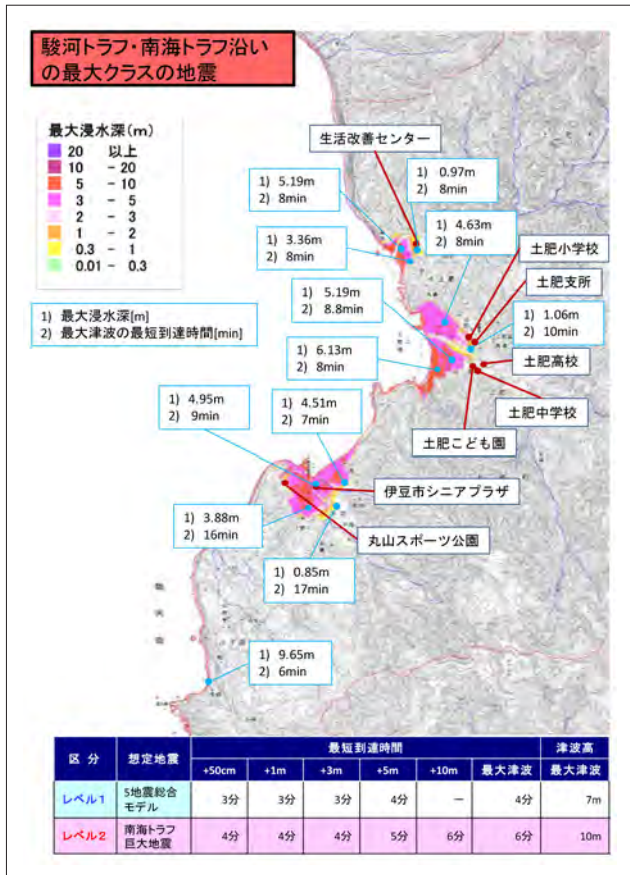 駿河トラフ・南海トラフ沿い
の最大クラスの地震
最大浸水深(m)
20 以上
10 - 20
5 - 10
3 - 5
2 - 3
1 - 2
0.3 - 1
0.01 - 0.3
1) 最大浸水深[m]
2) 最大津波の最短到達時間[min]
生活改善センター
1) 5.19m
2) 8min
1) 0.97m
2) 8min
1) 3.36m
2) 8min
1) 4.63m
2) 8min
土肥小学校
土肥支所
1) 5.19m
2) 8.8min
1) 1.06m
2) 10min
土肥高校
1) 6.13m
2) 8min
土肥中学校
土肥こども園
1) 4.95m
2) 9min
1) 4.51m
2) 7min
伊豆市シニアプラザ
1) 3.88m
2) 16min
丸山スポーツ公園
1) 0.85m
2) 17min
1) 9.65m
2) 6min
区 分 想定地震 最短到達時間 津波高
+50cm +1m +3m +5m +10m 最大津波 最大津波
レベル1 5地震総合モデル 3分 3分 3分 4分 ― 4分 7m
レベル2 南海トラフ巨大地震 4分 4分 4分 5分 6分 6分 10m